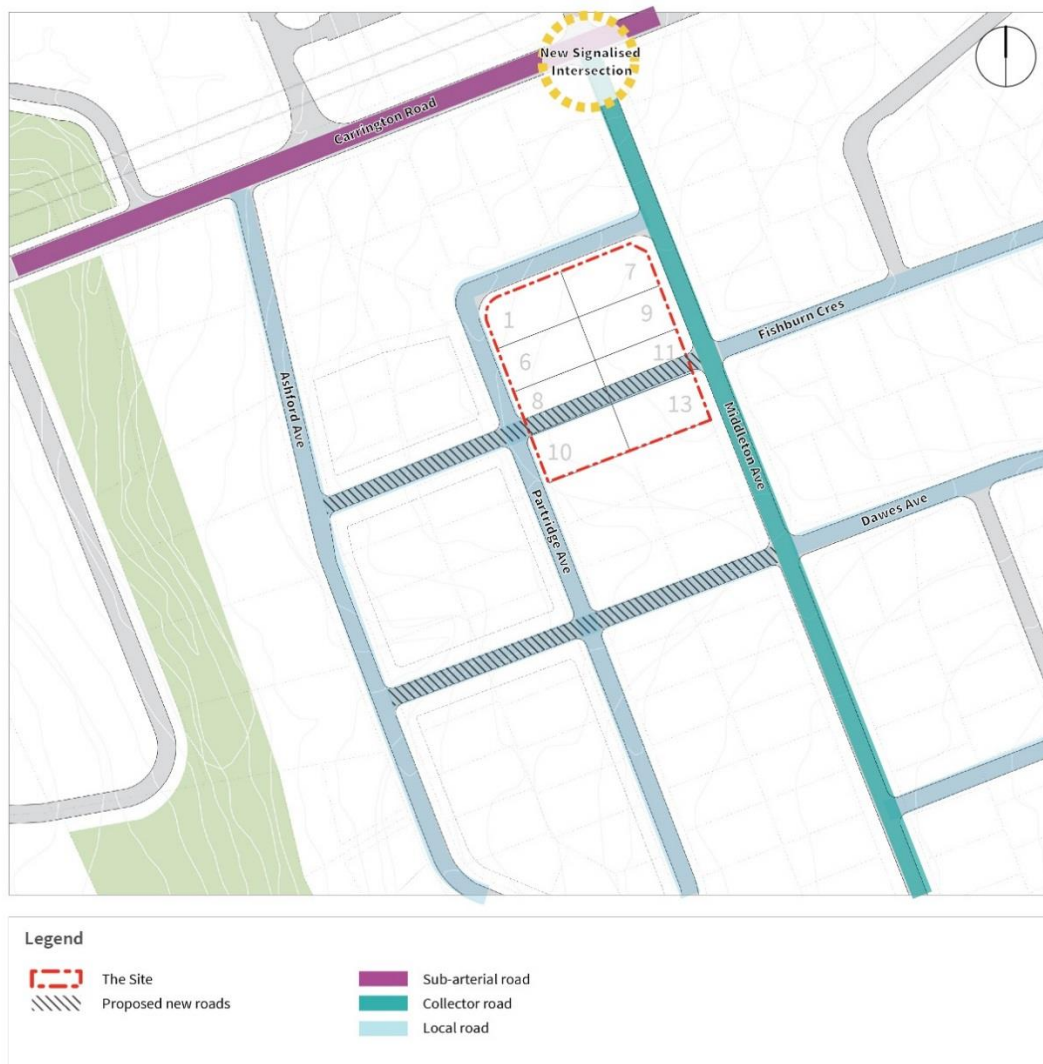 New Signalised
Intersection
Carrington Road
7
1
9
Fishburn Cres
6
11
Ashford Ave
8
13
Middleton Ave
10
Partridge Ave
Dawes Ave
Legend
The Site
Proposed new roads
Sub-arterial road
Collector road
Local road